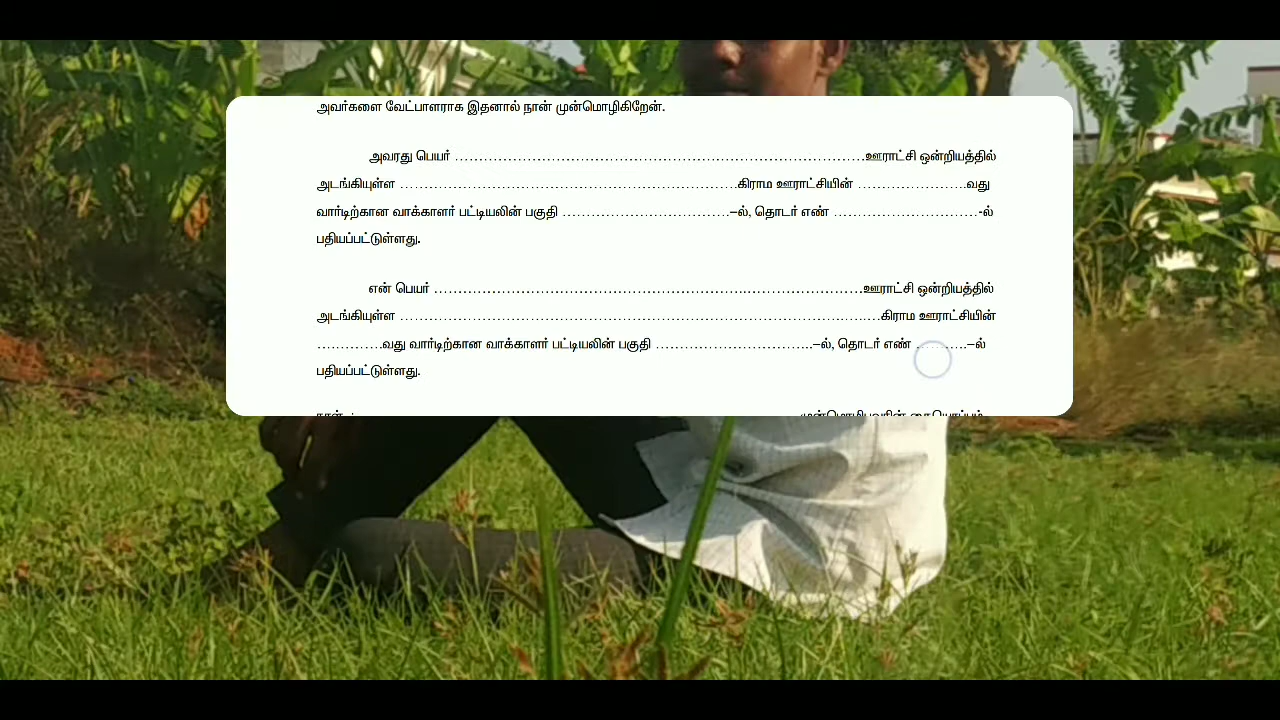 அவர்களை வேட்பாளராக இதனால் நான் முன்மொழிகிறேன்.
அவரது பெயர் ……………………………………………………………………ஊராட்சி ஒன்றியத்தில்
அடங்கியுள்ள ……………………………………………………….கிராம ஊராட்சியின் …………………வது
வார்டிற்கான வாக்காளர் பட்டியலின் பகுதி …………………………..–ல், தொடர் எண் ………………………-ல்
பதியப்பட்டுள்ளது.
என் பெயர் ……………………………………………………………………….ஊராட்சி ஒன்றியத்தில்
அடங்கியுள்ள ………………………………………………………………………………கிராம ஊராட்சியின்
………….வது வார்டிற்கான வாக்காளர் பட்டியலின் பகுதி …………………………..–ல், தொடர் எண் ………..–ல்
பதியப்பட்டுள்ளது.